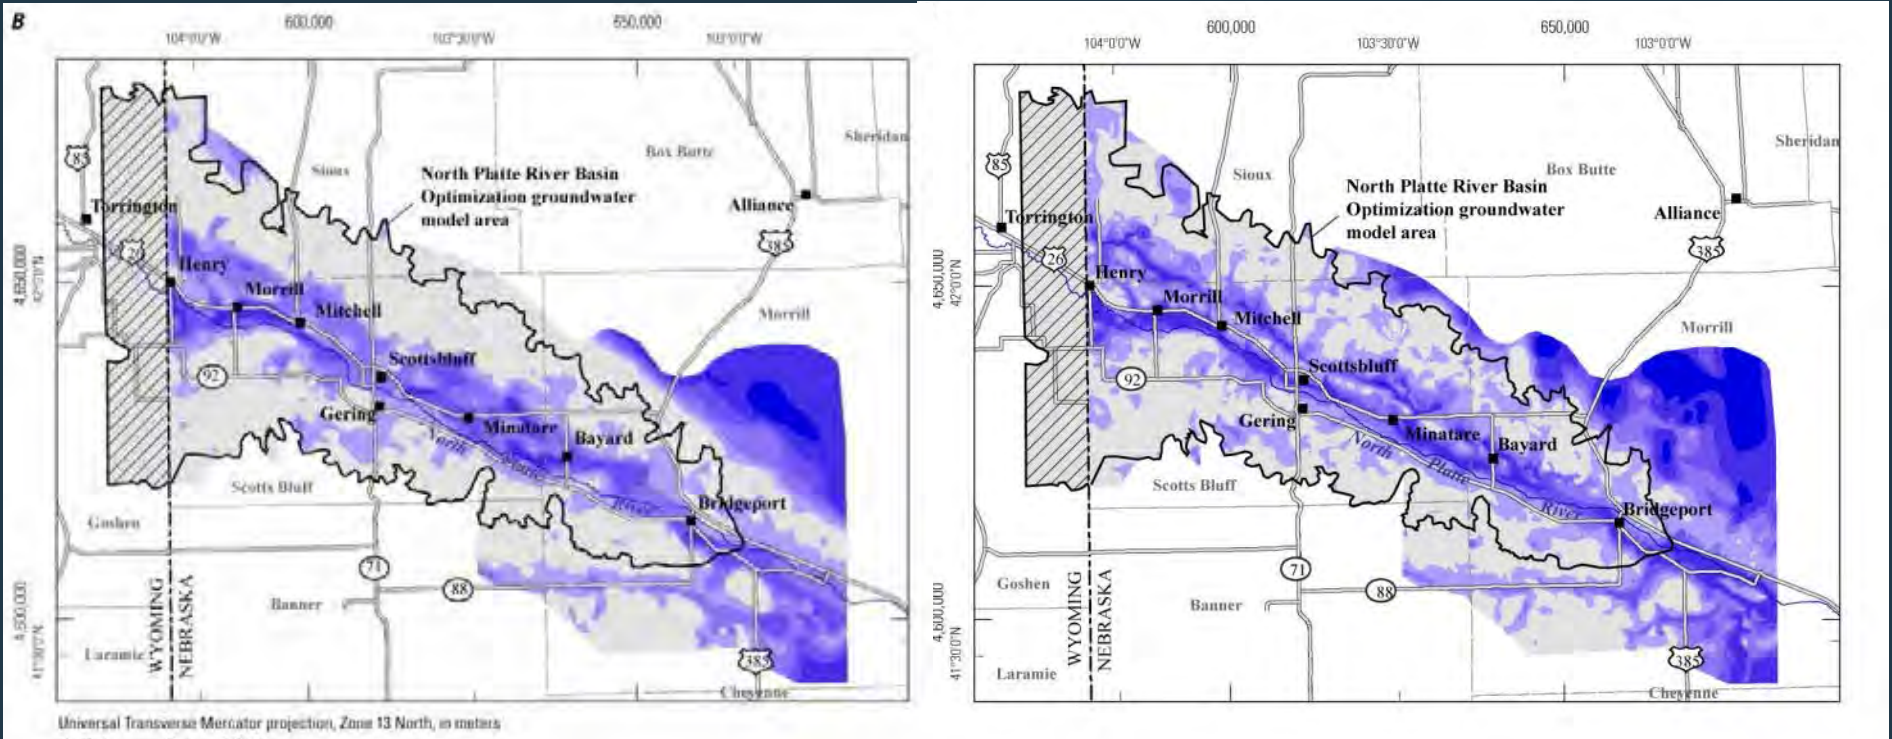 B
600,000
550,000
104°0'0"W
103°30'0"W
103°0'0"W
85
Sioux
Box Butte
Sheridan
North Platte River Basin
Optimization groundwater
model area
Torrington
Alliance
385
4,650,000
42°0'0"N
Henry
Morrill
Mitchell
Morrill
Scottsbluff
92
Gering
Minatare
Bayard
North
Platte
River
Scotts Bluff
Bridgeport
Goshen
71
88
Banner
4,600,000
41°30'0"N
WYOMING
NEBRASKA
Laramie
385
Cheyenne
Universal Transverse Mercator projection, Zone 13 North, in meters
600,000
650,000
104°0'0"W
103°30'0"W
103°0'0"W
85
Sioux
Box Butte
Sheridan
North Platte River Basin
Optimization groundwater
model area
Torrington
Alliance
26
385
4,650,000
42°0'0"N
Henry
Morrill
Mitchell
Morrill
Scottsbluff
92
Gering
Minatare
Bayard
North
Platte
River
Scotts Bluff
Bridgeport
Goshen
71
88
Banner
4,600,000
41°30'0"N
WYOMING
NEBRASKA
Laramie
385
Cheyenne